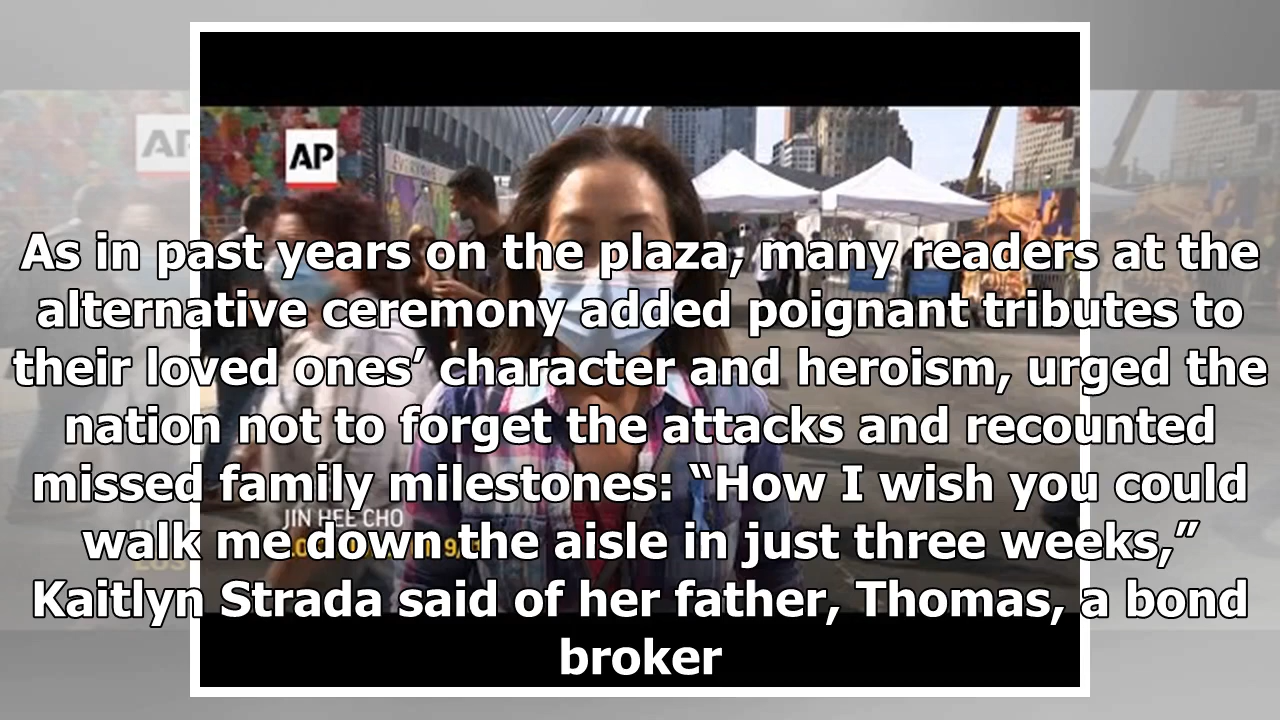 AP
As in past years on the plaza, many readers at the
alternative ceremony added poignant tributes to
their loved ones’ character and heroism, urged the
nation not to forget the attacks and recounted
missed family milestones: “How I wish you could
walk me down the aisle in just three weeks,”
Kaitlyn Strada said of her father, Thomas, a bond
broker
JIN HEE CHO